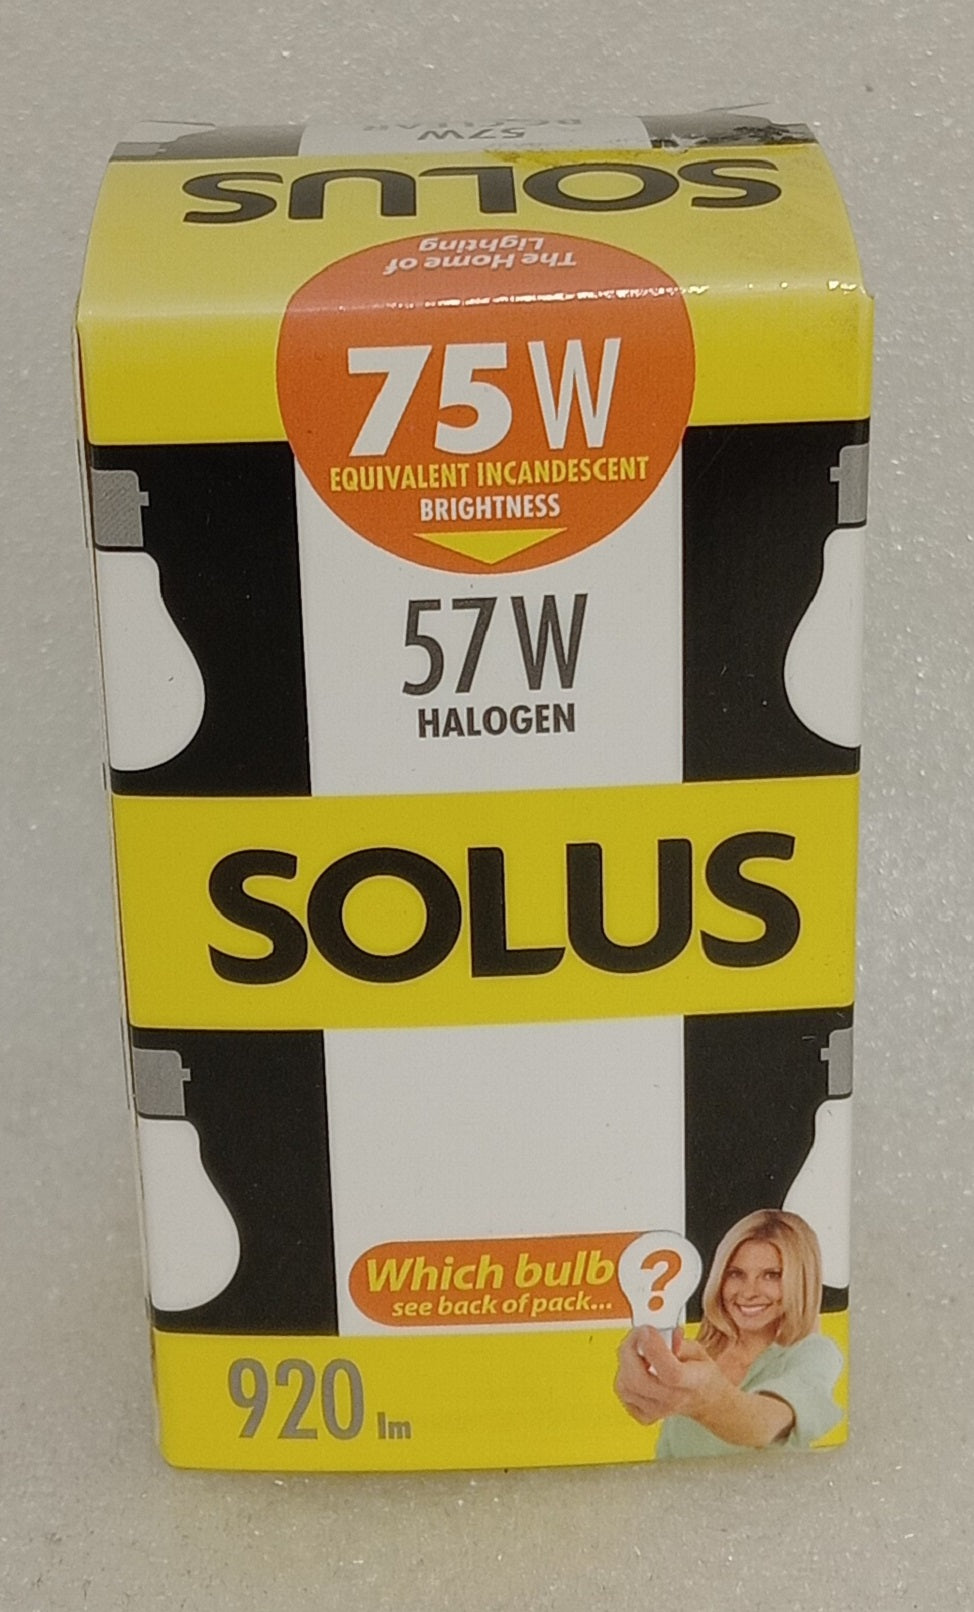 57W
SOLUS
The Home of
Lighting
75W
EQUIVALENT INCANDESCENT
BRIGHTNESS
57W
HALOGEN
SOLUS
Which bulb ?
see back of pack...
920 lm